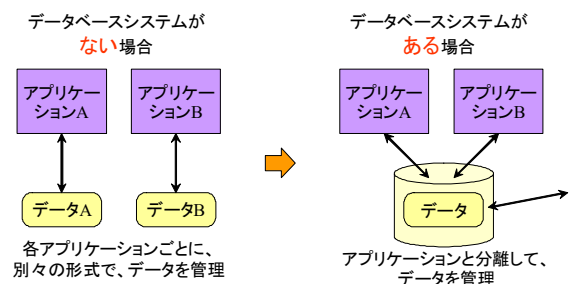 データベースシステムが
ない場合
アプリケー
ションA
アプリケー
ションB
データA
データB
各アプリケーションごとに、
別々の形式で、データを管理
データベースシステムが
ある場合
アプリケー
ションA
アプリケー
ションB
データ
アプリケーションと分離して、
データを管理